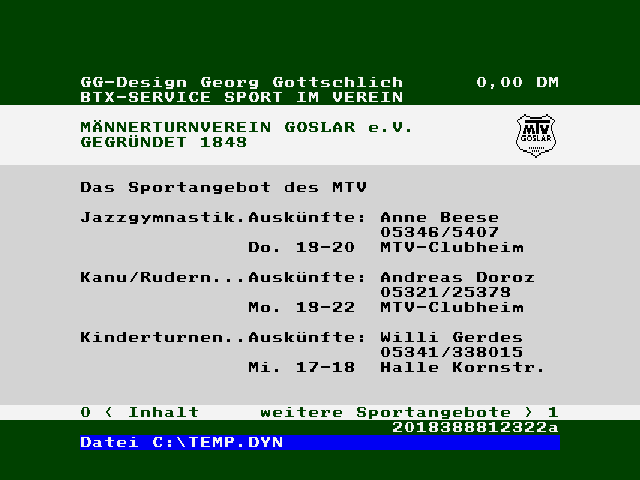 GG-Design Georg Gottschlich      0,00 DM
BTX-SERVICE SPORT IM VEREIN
MÄNNERTURNVEREIN GOSLAR e.V.
GEGRÜNDET 1848
MTV
GOSLAR
Das Sportangebot des MTV
Jazzgymnastik.Auskünfte: Anne Beese
05346/5407
Do. 18-20  MTV-Clubheim
Kanu/Rudern...Auskünfte: Andreas Doroz
05321/25378
Mo. 18-22  MTV-Clubheim
Kinderturnen..Auskünfte: Willi Gerdes
05341/338015
Mi. 17-18  Halle Kornstr.
0 < Inhalt     weitere Sportangebote > 1
2018388812322a
Datei C:\TEMP.DYN